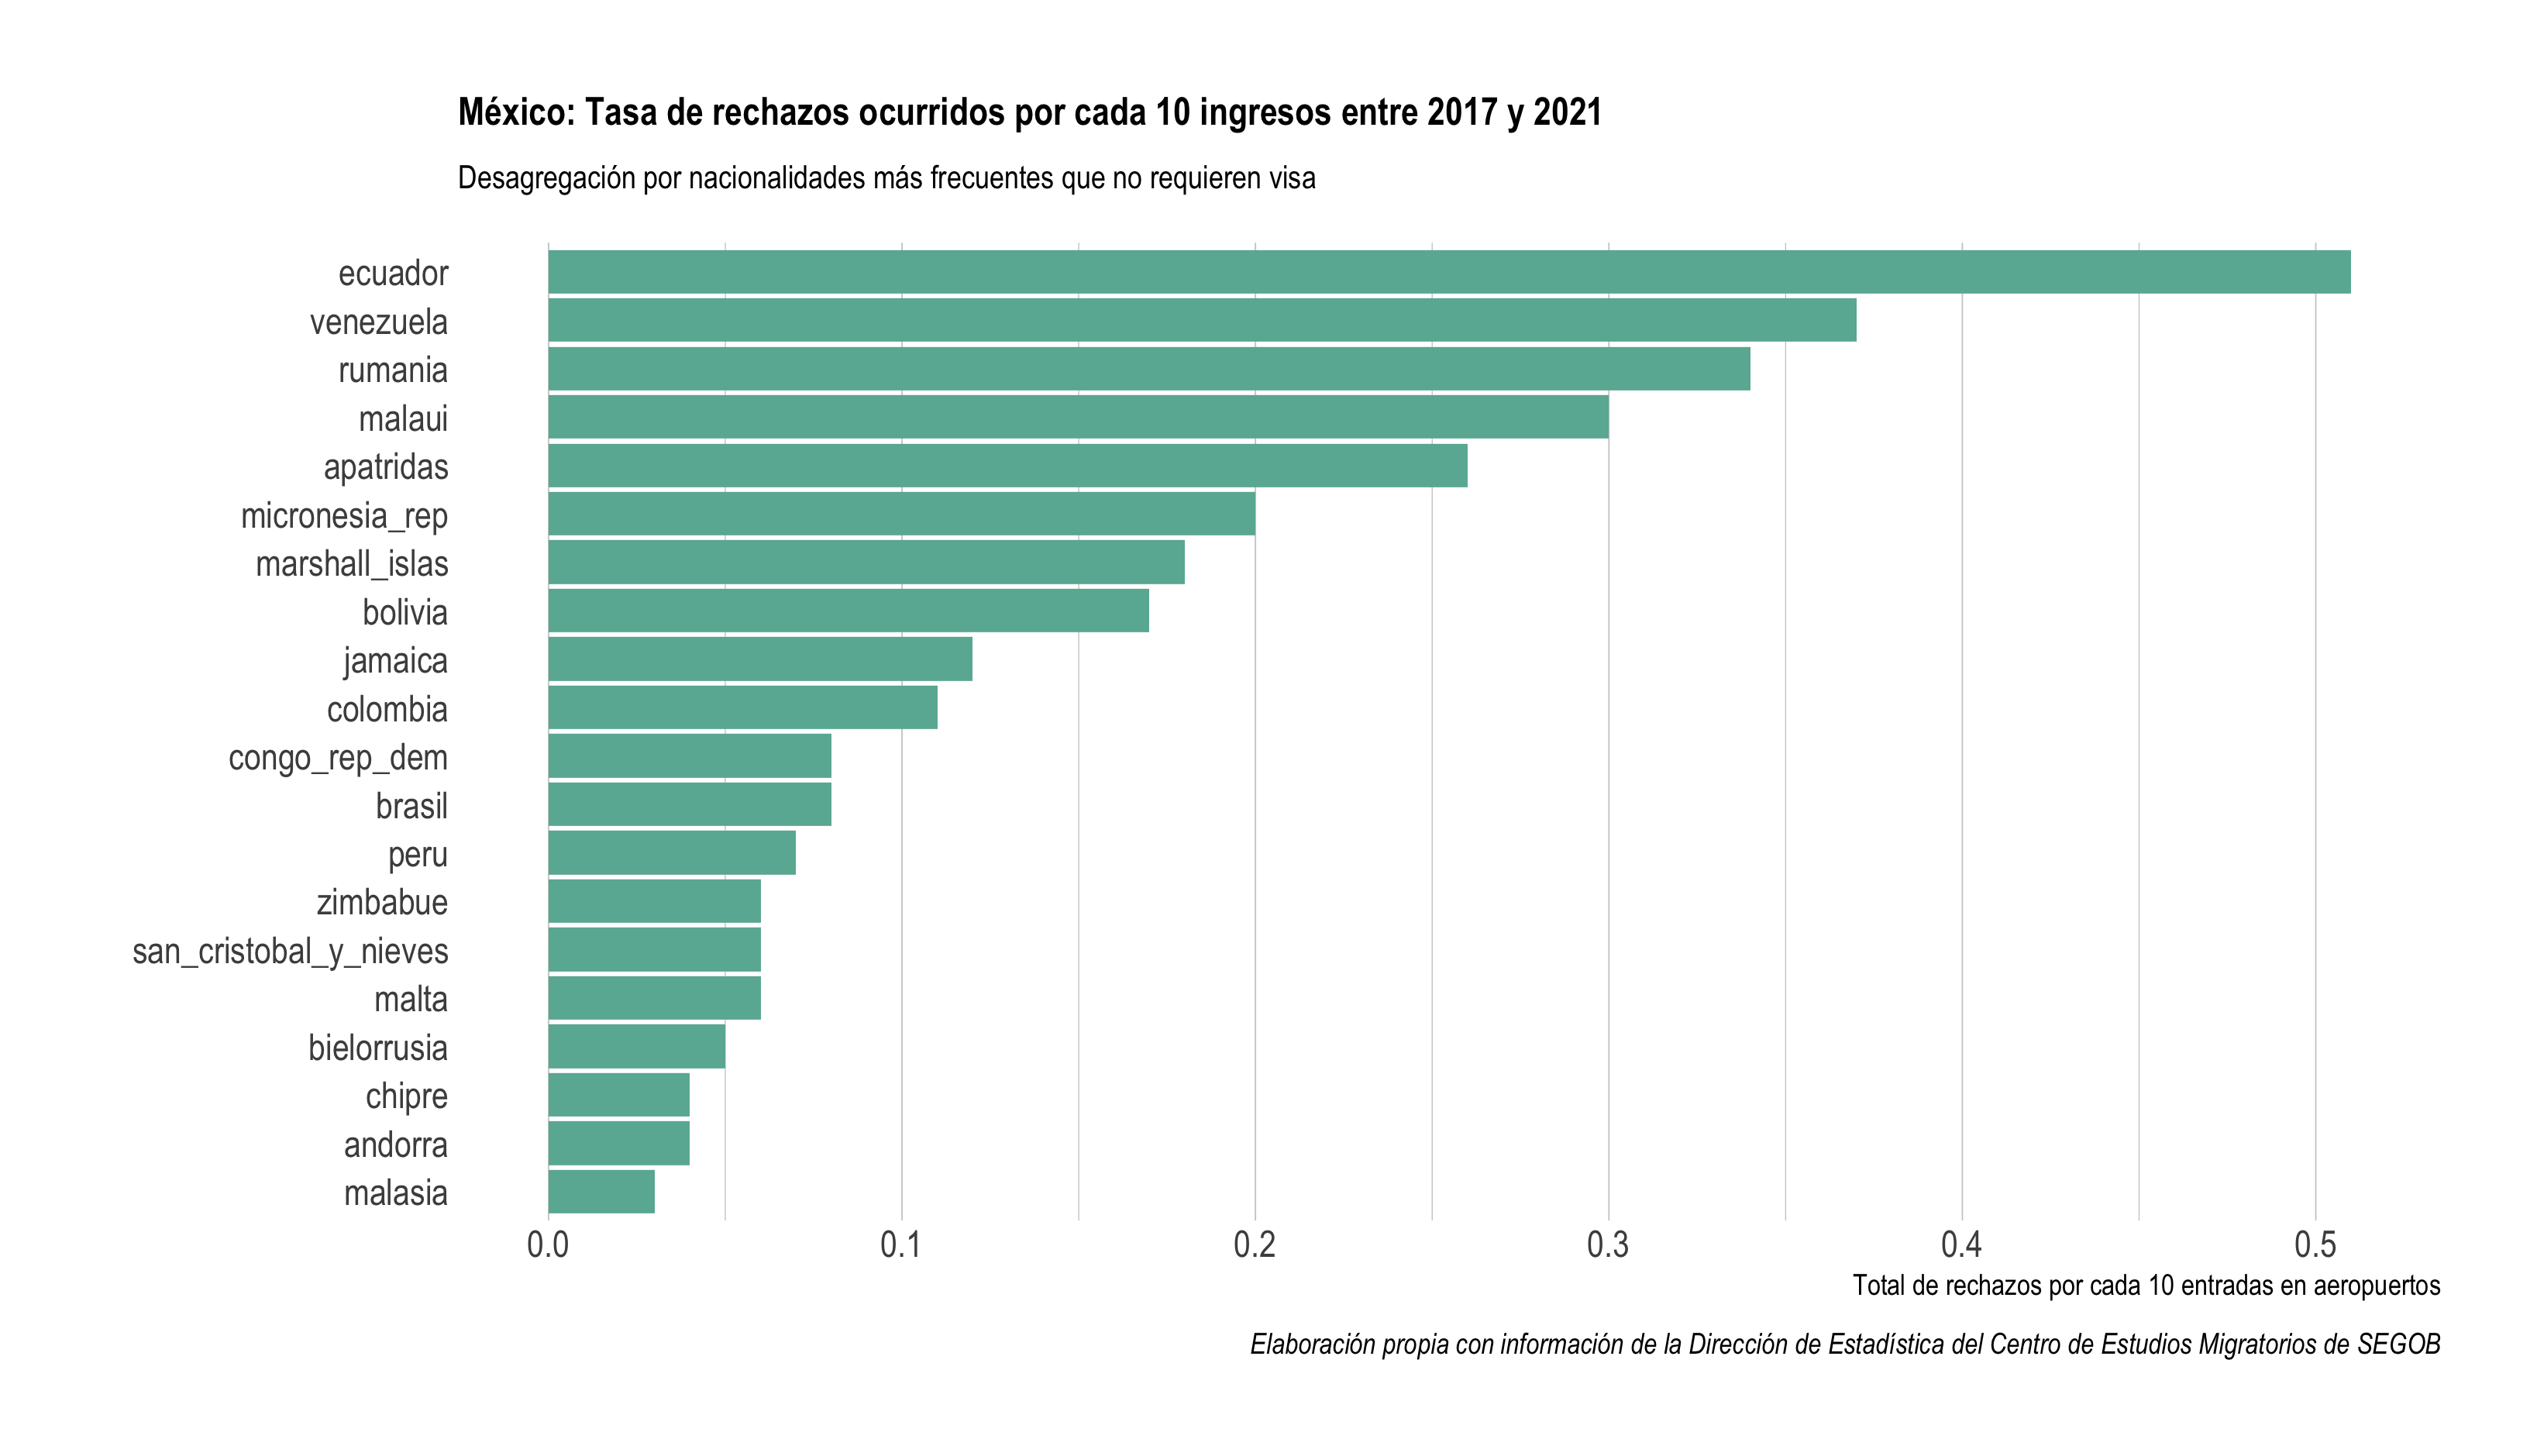 México: Tasa de rechazos ocurridos por cada 10 ingresos entre 2017 y 2021
Desagregación por nacionalidades más frecuentes que no requieren visa
ecuador
venezuela
rumania
malaui
apatridas
micronesia_rep
marshall_islas
bolivia
jamaica
colombia
congo_rep_dem
brasil
peru
zimbabue
san_cristobal_y_nieves
malta
bielorrusia
chipre
andorra
malasia
0.0 0.1 0.2 0.3 0.4 0.5
Total de rechazos por cada 10 entradas en aeropuertos
Elaboración propia con información de la Dirección de Estadística del Centro de Estudios Migratorios de SEGOB